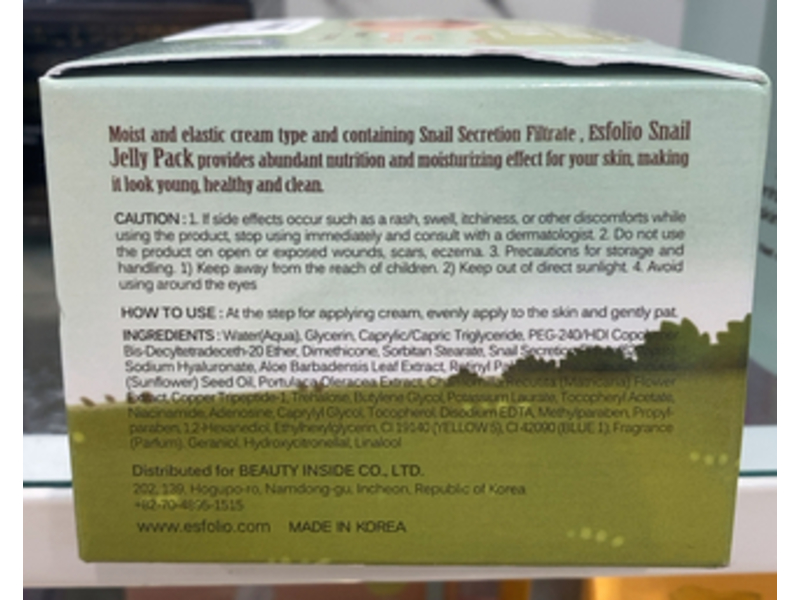 Moist and elastic cream type and containing Snail Secretion Filtrate , Esfolio Snail
Jelly Pack provides abundant nutrition and moisturizing effect for your skin, making
it look young, healthy and clean.
CAUTION : 1. If side effects occur such as a rash, swell, itchiness, or other discomforts while
using the product, stop using immediately and consult with a dermatologist. 2. Do not use
the product on open or exposed wounds, scars, eczema. 3. Precautions for storage and
handling. 1) Keep away from the reach of children. 2) Keep out of direct sunlight. 4. Avoid
using around the eyes
HOW TO USE : At the step for applying cream, evenly apply to the skin and gently pat.
INGREDIENTS : Water(Aqua), Glycerin, Caprylic/Capric Triglyceride, PEG-240/HDI
Bis-Decyltetradeceth-20 Ether, Dimethicone, Sorbitan Stearate, Snail Secretion
Sodium Hyaluronate, Aloe Barbadensis Leaf Extract, Retinyl
(Sunflower) Seed Oil, Portulaca Oleracea Extract, Recutita (Matricaria) Flower
Extract, Copper Tripeptide-1, Trehalose, Butylene Glycol, Potassium Laurate, Tocopheryl Acetate,
Niacinamide, Adenosine, Caprylyl Glycol, Tocopherol, Disodium EDTA, Methylparaben, Propyl-
paraben, 1,2-Hexanediol, Ethylhexylglycerin, CI 19140 (YELLOW 5), CI 42090 (BLUE 1), Fragrance
(Parfum), Geraniol, Hydroxycitronellal, Linalool
Distributed for BEAUTY INSIDE CO., LTD.
202, 139, Hogupo-ro, Namdong-gu, Incheon, Republic of Korea
www.esfolio.com MADE IN KOREA